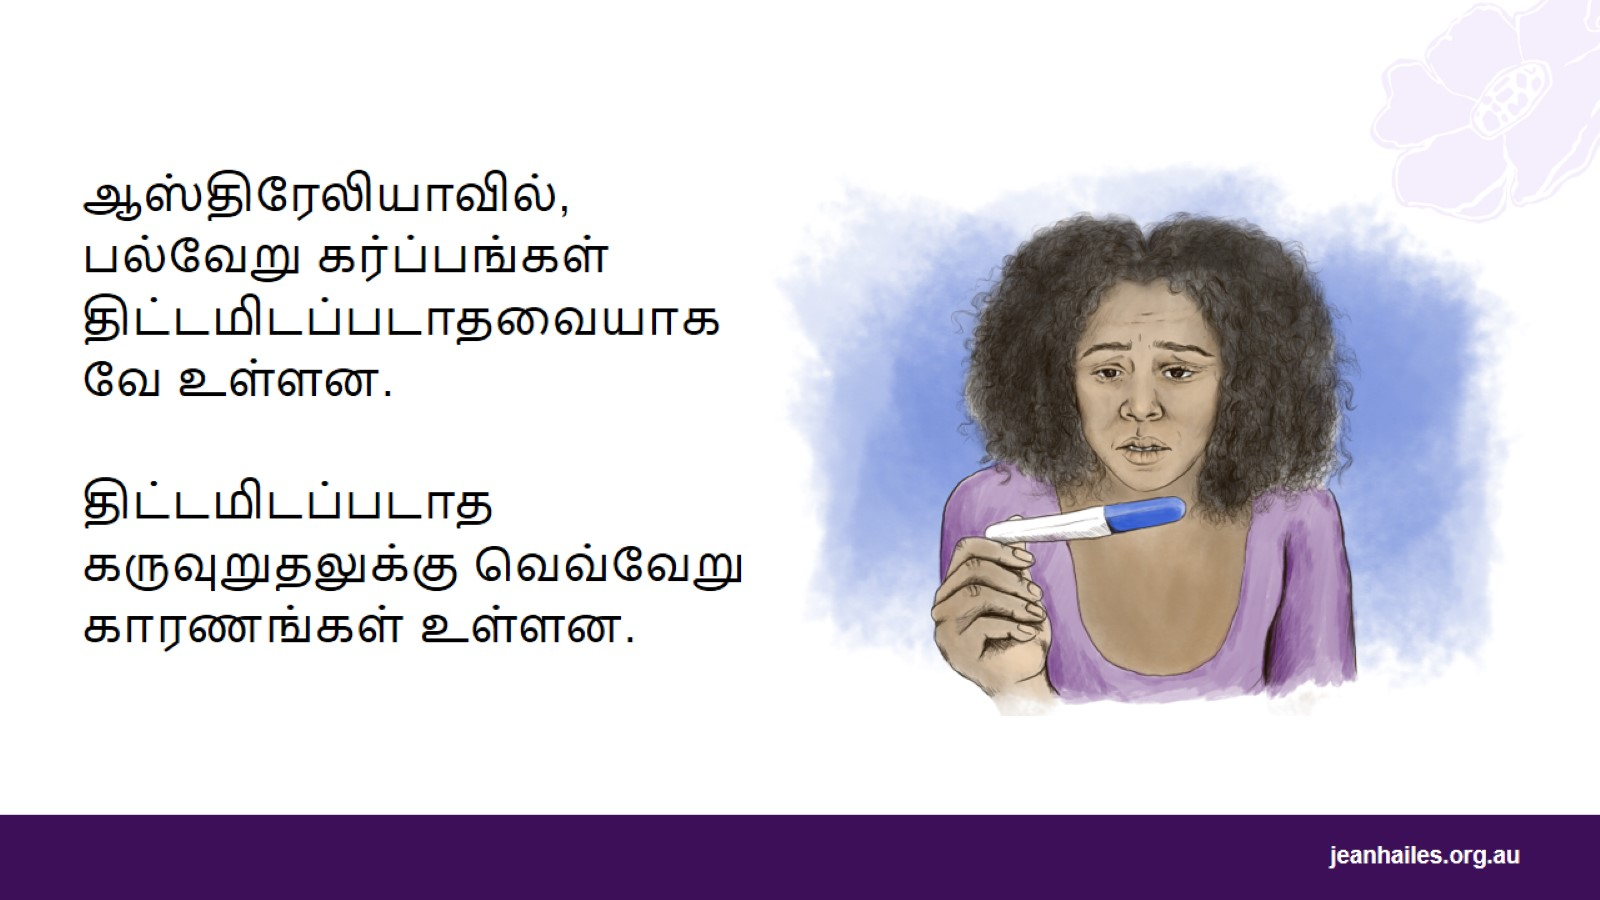 ஆஸ்திரேலியாவில்,
பல்வேறு கர்ப்பங்கள்
திட்டமிடப்படாதவையாக
வே உள்ளன.
திட்டமிடப்படாத
கருவுறுதலுக்கு வெவ்வேறு
காரணங்கள் உள்ளன.
jeanhailes.org.au